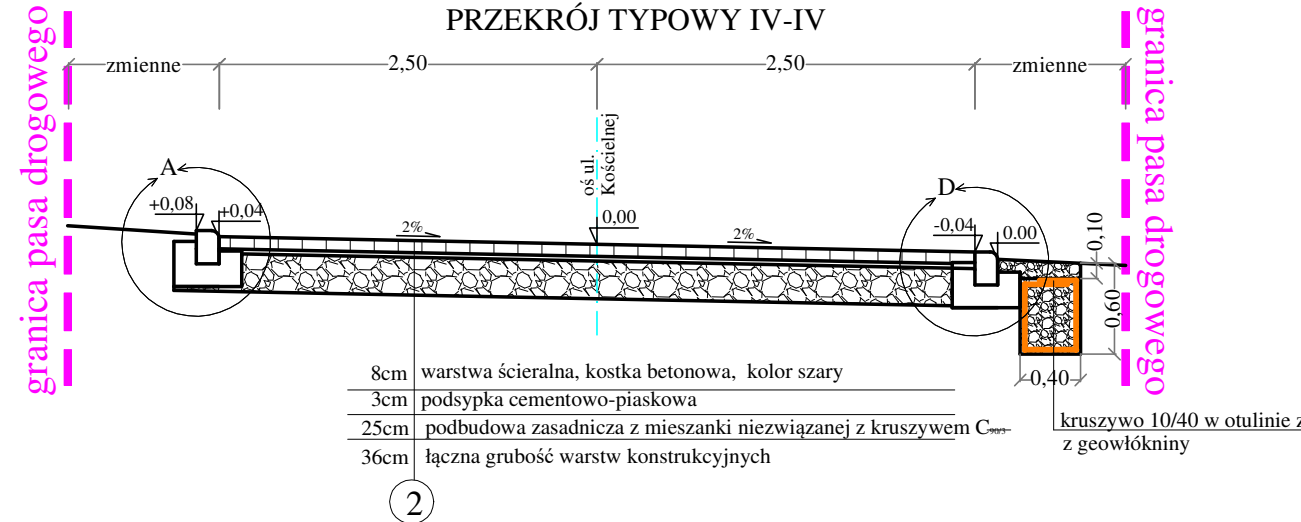 PRZEKRÓJ TYPOWY IV-IV
granica pasa drogowego
granica pasa drogowego
zmienne
2,50
2,50
zmienne
oś ul.
Kościelnej
A
+0,08
+0,04
2%
0,00
2%
D
-0,04
0.00
0,10
0,60
0,40
8cm warstwa ścieralna, kostka betonowa, kolor szary
3cm podsypka cementowo-piaskowa
25cm podbudowa zasadnicza z mieszanki niezwiązanej z kruszywem C90/3
36cm łączna grubość warstw konstrukcyjnych
2
kruszywo 10/40 w otulinie z
z geowłókniny